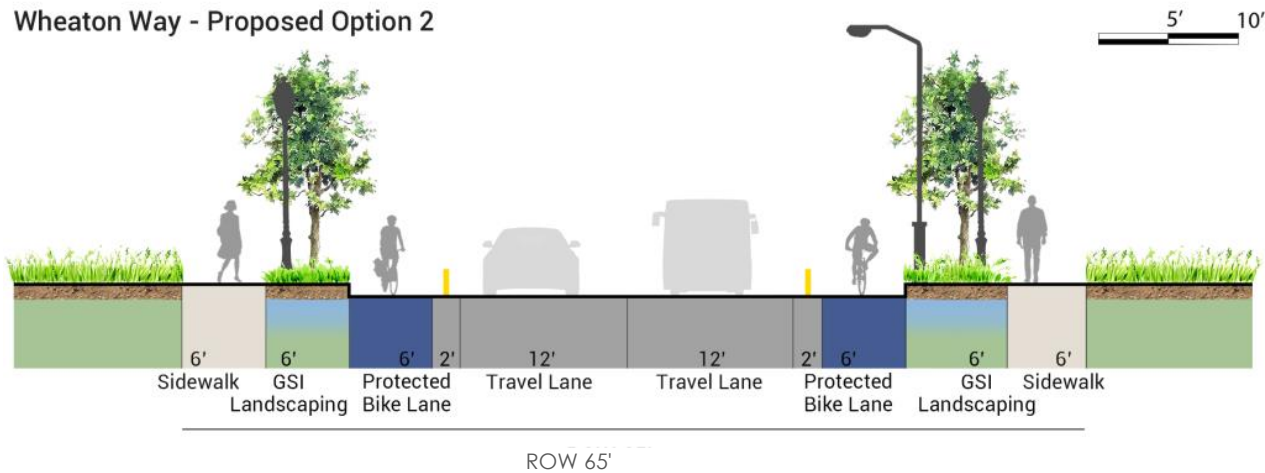 Wheaton Way - Proposed Option 2
5' 10'
6' 6' 6' 2' 12' 12' 2' 6' 6' 6'
Sidewalk GSI Protected Travel Lane Travel Lane Protected GSI Sidewalk
Landscaping Bike Lane Bike Lane Landscaping
ROW 65'